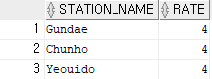 STATION_NAME RATE
1 Gundae 4
2 Chunho 4
3 Yeouido 4